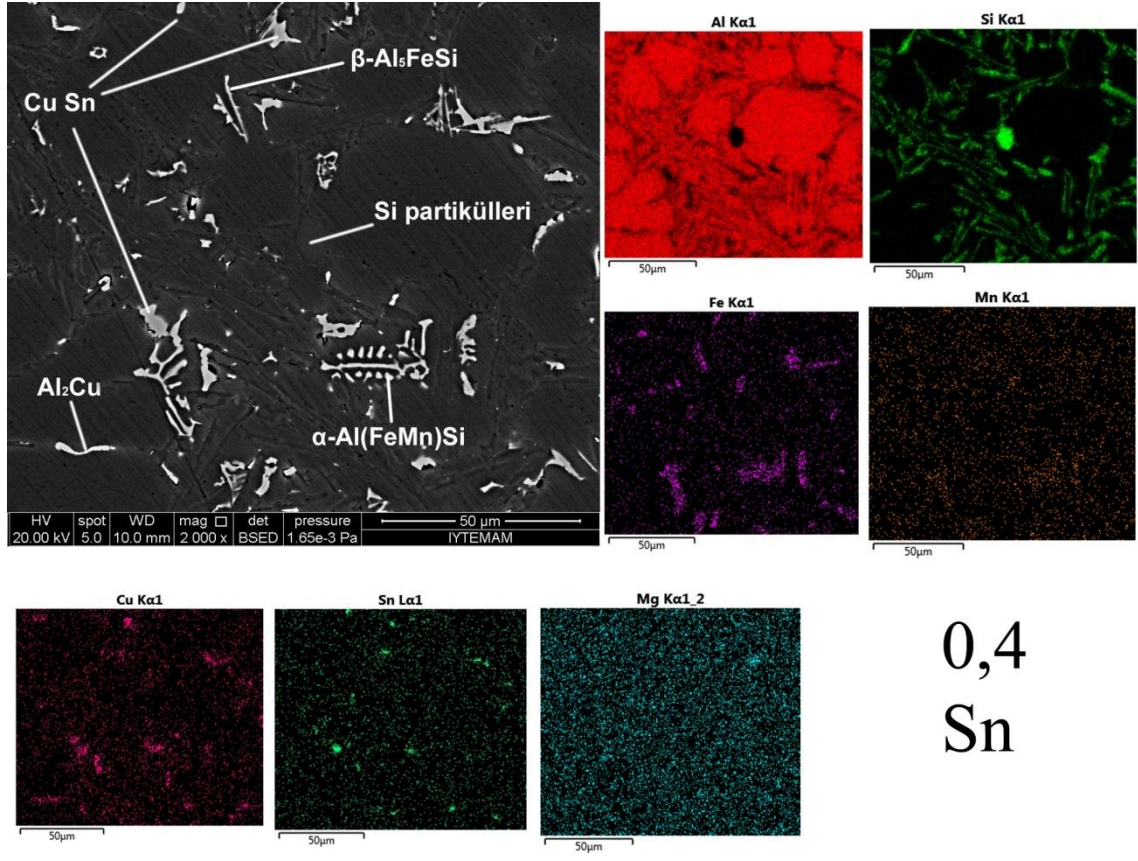 Cu Sn
β-Al₅FeSi
Si partikülleri
Al₂Cu
α-Al(FeMn)Si
HV spot WD mag □ det pressure 50 µm
20.00 kV 5.0 10.0 mm 2 000 x BSED 1.65e-3 Pa IYTEMAM
Al Kα1
50µm
Si Kα1
50µm
Fe Kα1
50µm
Mn Kα1
50µm
Cu Kα1
50µm
Sn Lα1
50µm
Mg Kα1_2
50µm
0,4
Sn